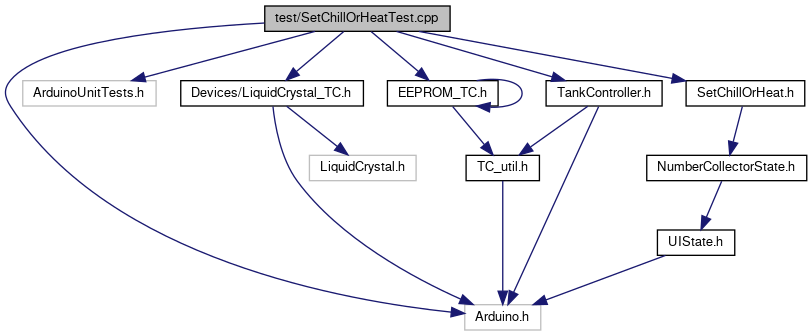 test/SetChillOrHeatTest.cpp
ArduinoUnitTests.h
Devices/LiquidCrystal_TC.h
EEPROM_TC.h
TankController.h
SetChillOrHeat.h
LiquidCrystal.h
TC_util.h
NumberCollectorState.h
UIState.h
Arduino.h